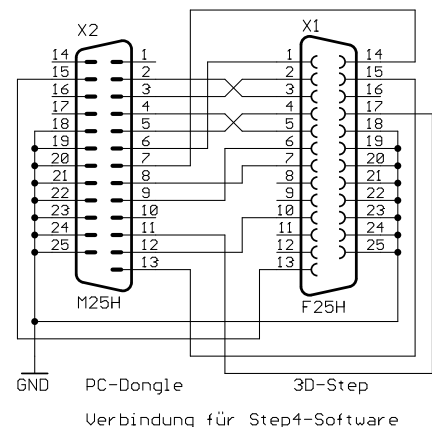 X2 X1
14 1 1 14
15 2 2 15
16 3 3 16
17 4 4 17
18 5 5 18
19 6 6 19
20 7 7 20
21 8 8 21
22 9 9 22
23 10 10 23
24 11 11 24
25 12 12 25
13 13
M25H F25H
GND PC-Dongle 3D-Step
Verbindung für Step4-Software